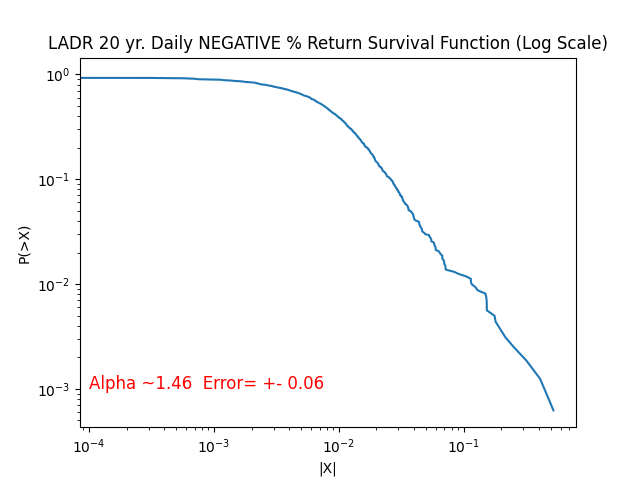 LADR 20 yr. Daily NEGATIVE % Return Survival Function (Log Scale)
10⁰
10⁻¹
P(>X)
10⁻²
10⁻³
Alpha ~1.46  Error= +- 0.06
10⁻⁴ 10⁻³ 10⁻² 10⁻¹
|X|